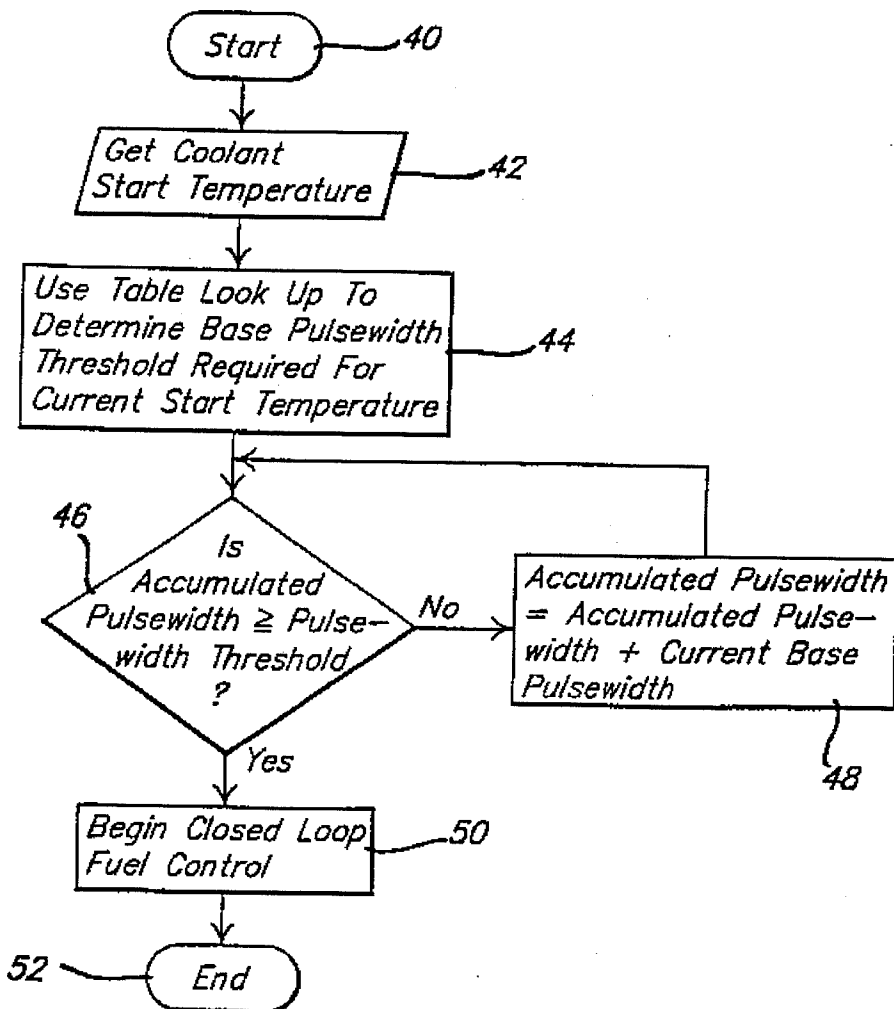 Start
40
Get Coolant
Start Temperature
42
Use Table Look Up To
Determine Base Pulsewidth
Threshold Required For
Current Start Temperature
44
46
Is
Accumulated
Pulsewidth ≧ Pulse-
width Threshold
?
No
Accumulated Pulsewidth
= Accumulated Pulse-
width + Current Base
Pulsewidth
48
Yes
Begin Closed Loop
Fuel Control
50
52
End